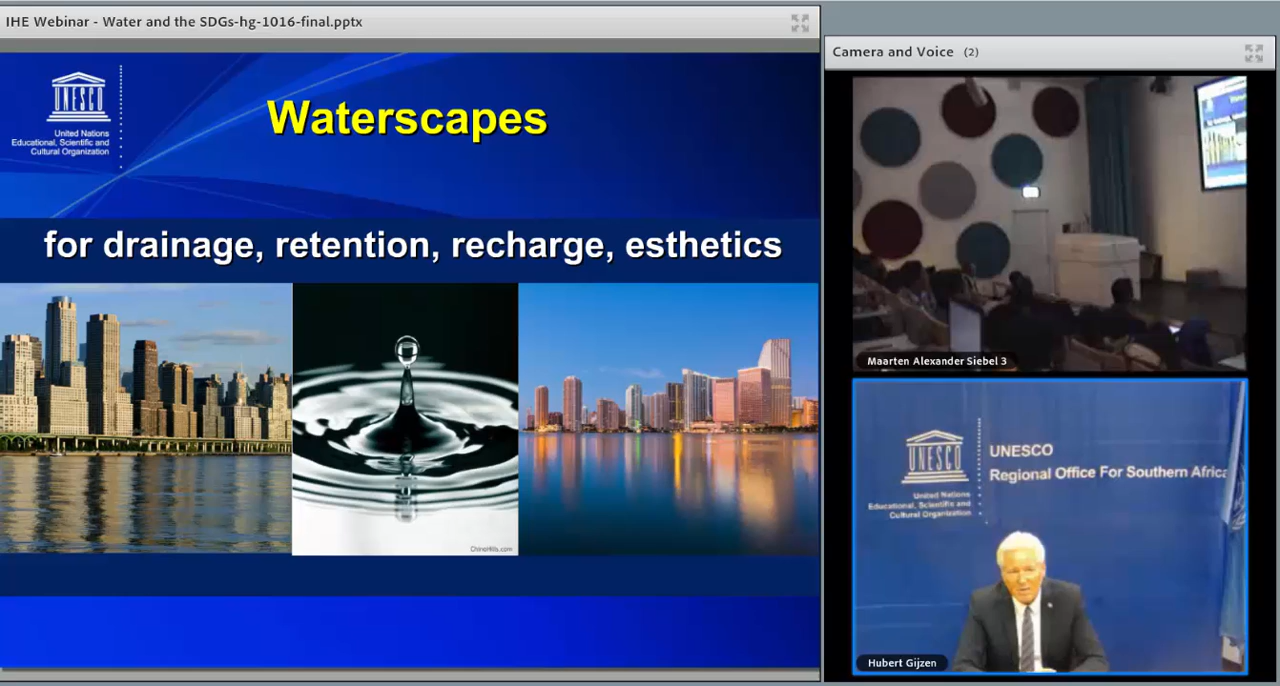 IHE Webinar - Water and the SDGs-hg-1016-final.pptx
UNESCO
United Nations
Educational, Scientific and
Cultural Organization
Waterscapes
for drainage, retention, recharge, esthetics
ChinoHills.com
Camera and Voice (2)
Maarten Alexander Siebel 3
UNESCO
United Nations
Educational, Scientific and
Cultural Organization
UNESCO
Regional Office For Southern Africa
Hubert Gijzen